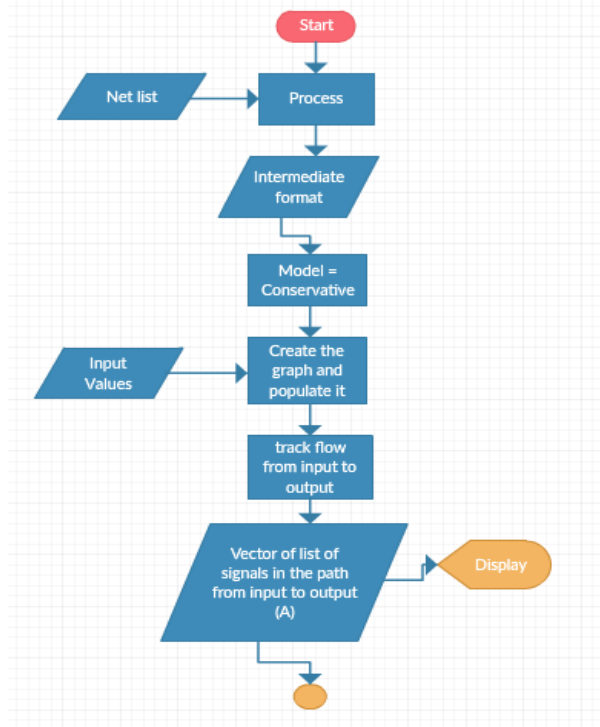 Start
Net list
Process
Intermediate
format
Model =
Conservative
Input
Values
Create the
graph and
populate it
track flow
from input to
output
Vector of list of
signals in the path
from input to output
(A)
Display